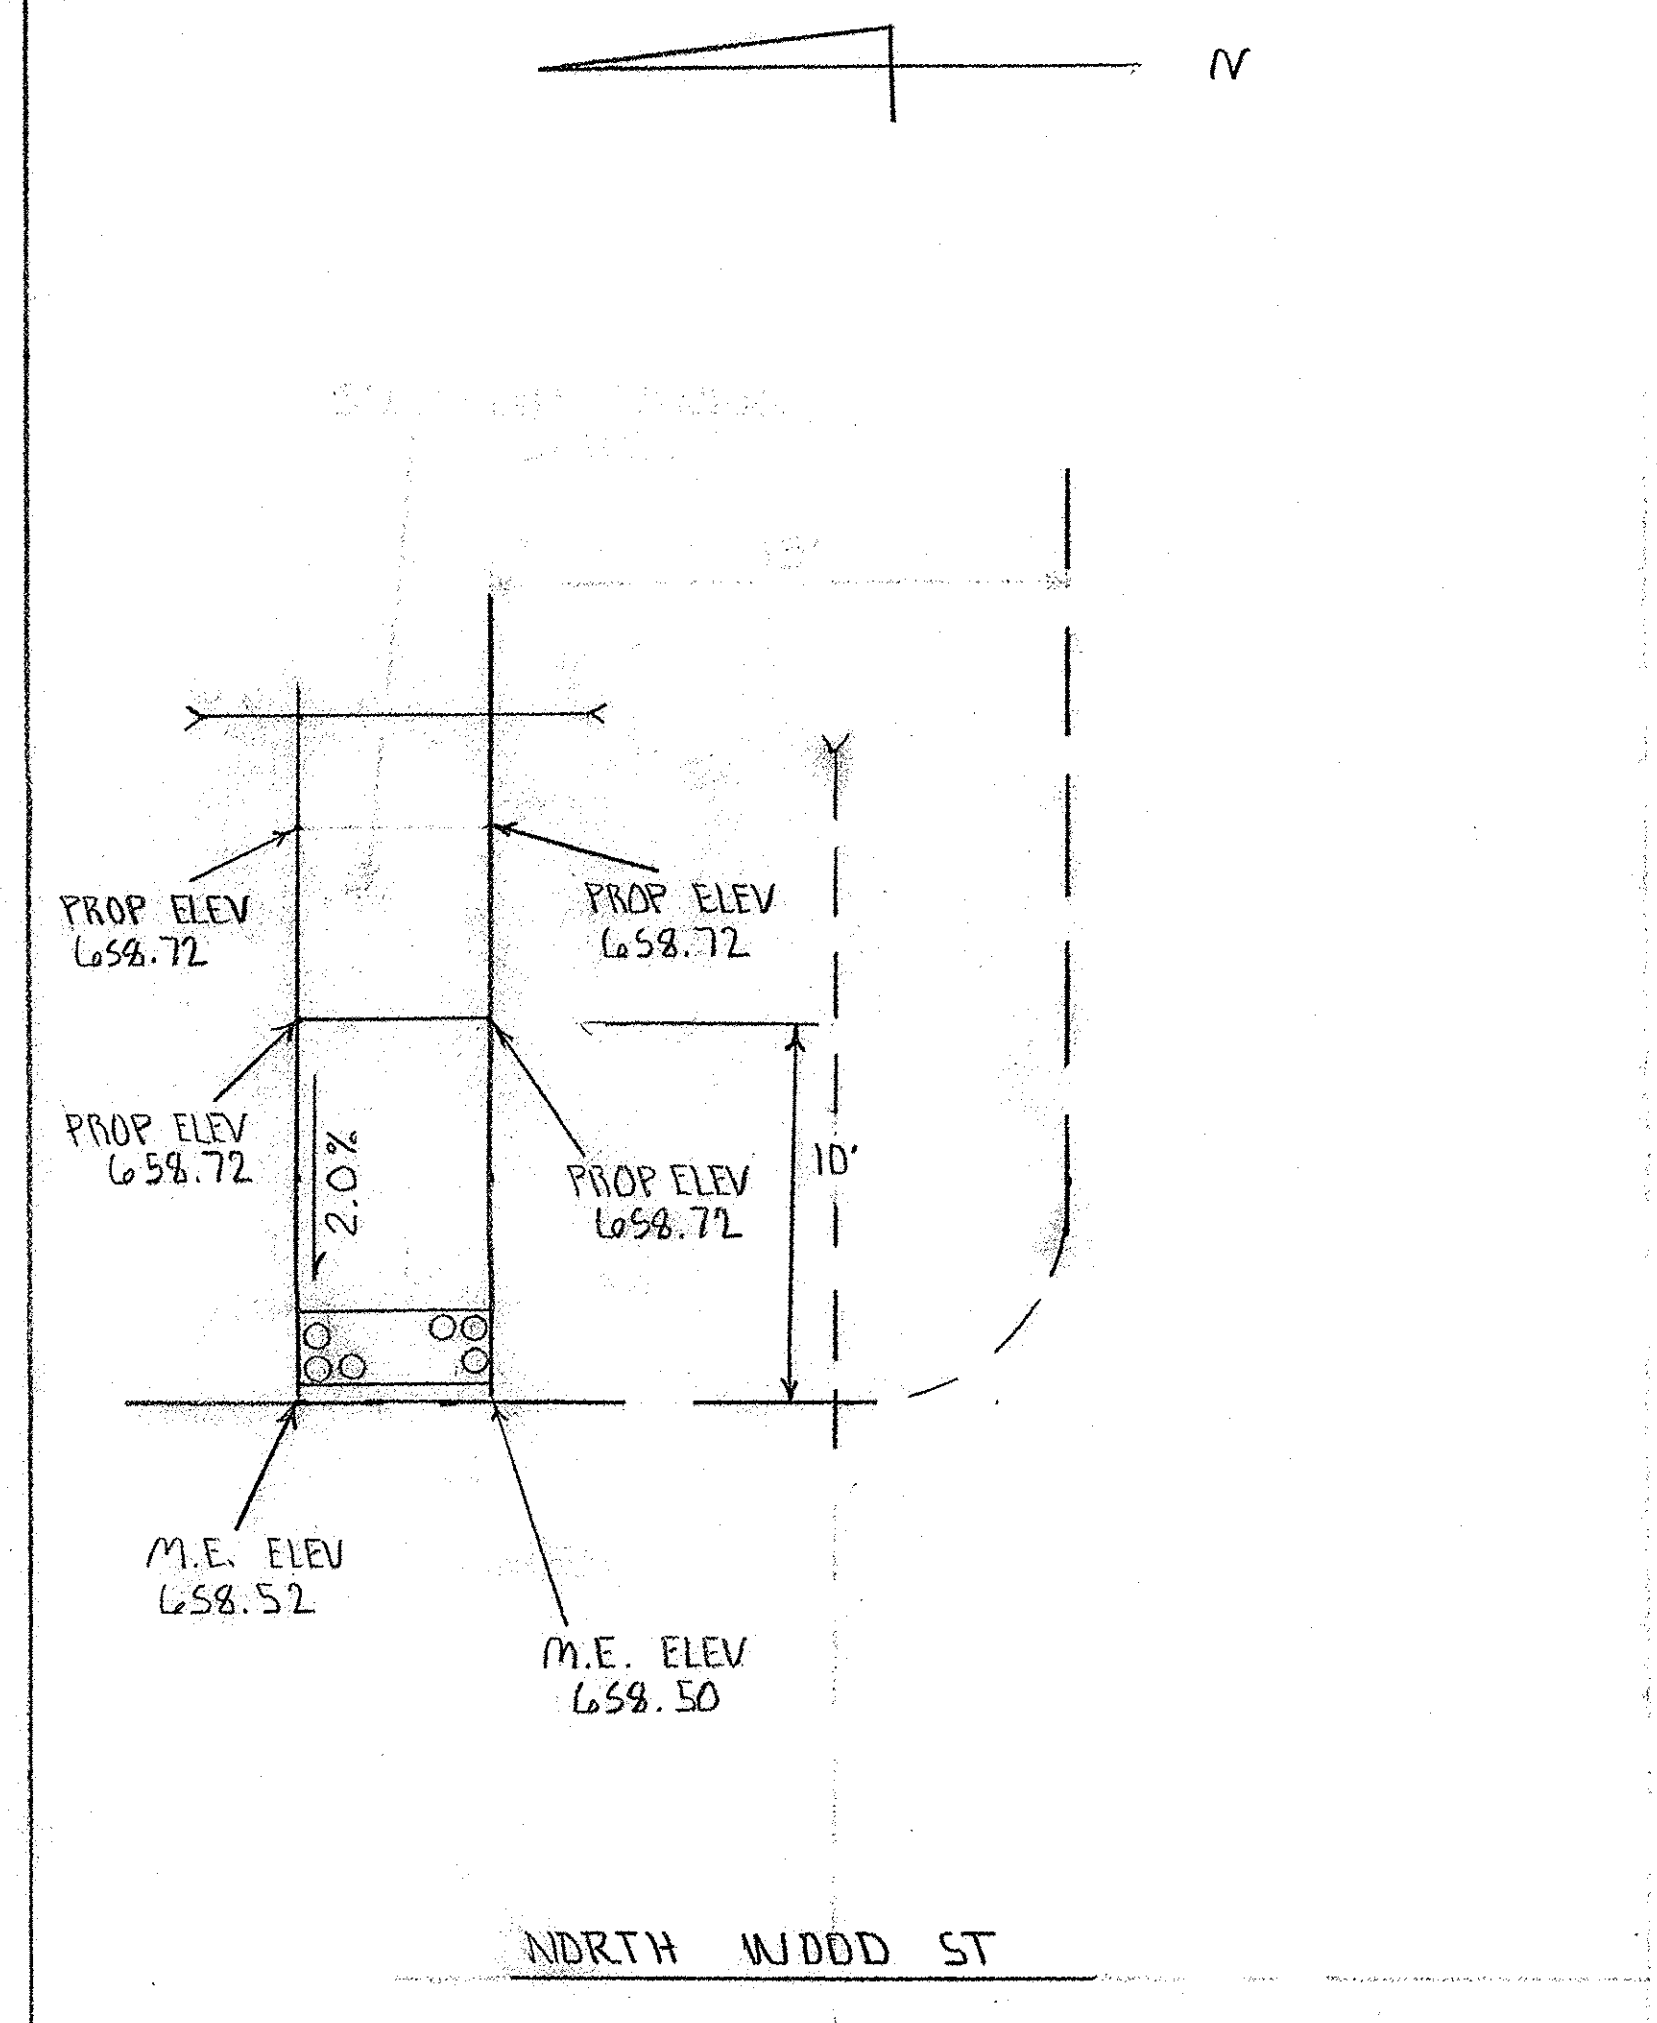 N
PROP ELEV
658.72
PROP ELEV
658.72
PROP ELEV
658.72
2.0%
PROP ELEV
658.72
10'
M.E. ELEV
658.52
M.E. ELEV
658.50
NORTH WOOD ST